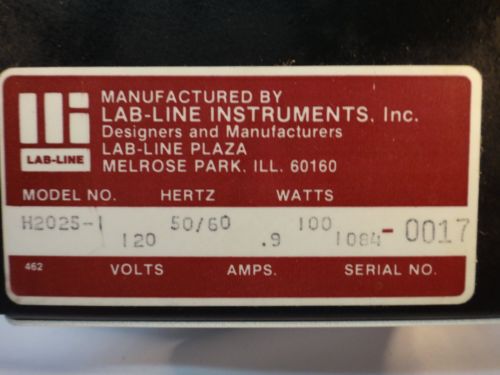 MANUFACTURED BY
LAB-LINE INSTRUMENTS, Inc.
Designers and Manufacturers
LAB-LINE PLAZA
MELROSE PARK, ILL. 60160
LAB-LINE
MODEL NO. HERTZ WATTS
H2025-1 50/60 100
120 .9 1084-0017
462 VOLTS AMPS. SERIAL NO.